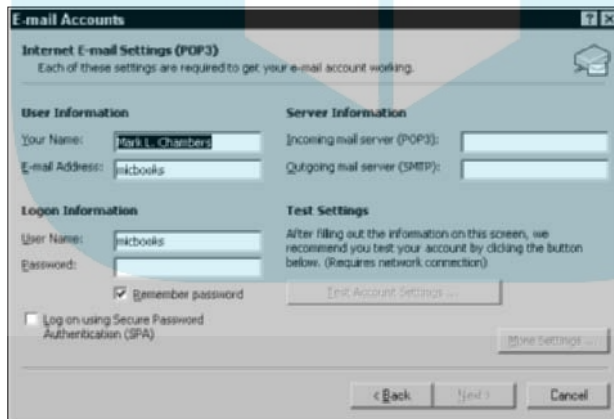 E-mail Accounts
Internet E-mail Settings (POP3)
Each of these settings are required to get your e-mail account working.
User Information
Your Name: Mark L. Chambers
E-mail Address: micbooks
Server Information
Incoming mail server (POP3):
Outgoing mail server (SMTP):
Logon Information
User Name: micbooks
Password:
Remember password
Log on using Secure Password
Authentication (SPA)
Test Settings
After filling out the information on this screen, we
recommend you test your account by clicking the button
below. (Requires network connection)
Test Account Settings ...
More Settings ...
< Back
Next >
Cancel